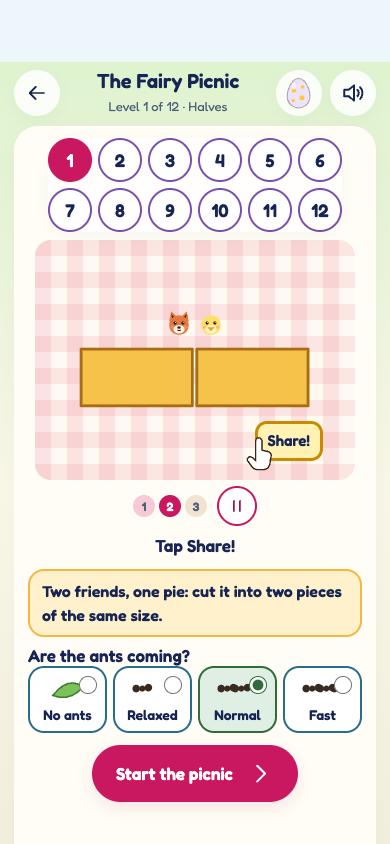 The Fairy Picnic
Level 1 of 12 · Halves
1 2 3 4 5 6
7 8 9 10 11 12
Share!
1 2 3
Tap Share!
Two friends, one pie: cut it into two pieces
of the same size.
Are the ants coming?
No ants Relaxed Normal Fast
Start the picnic